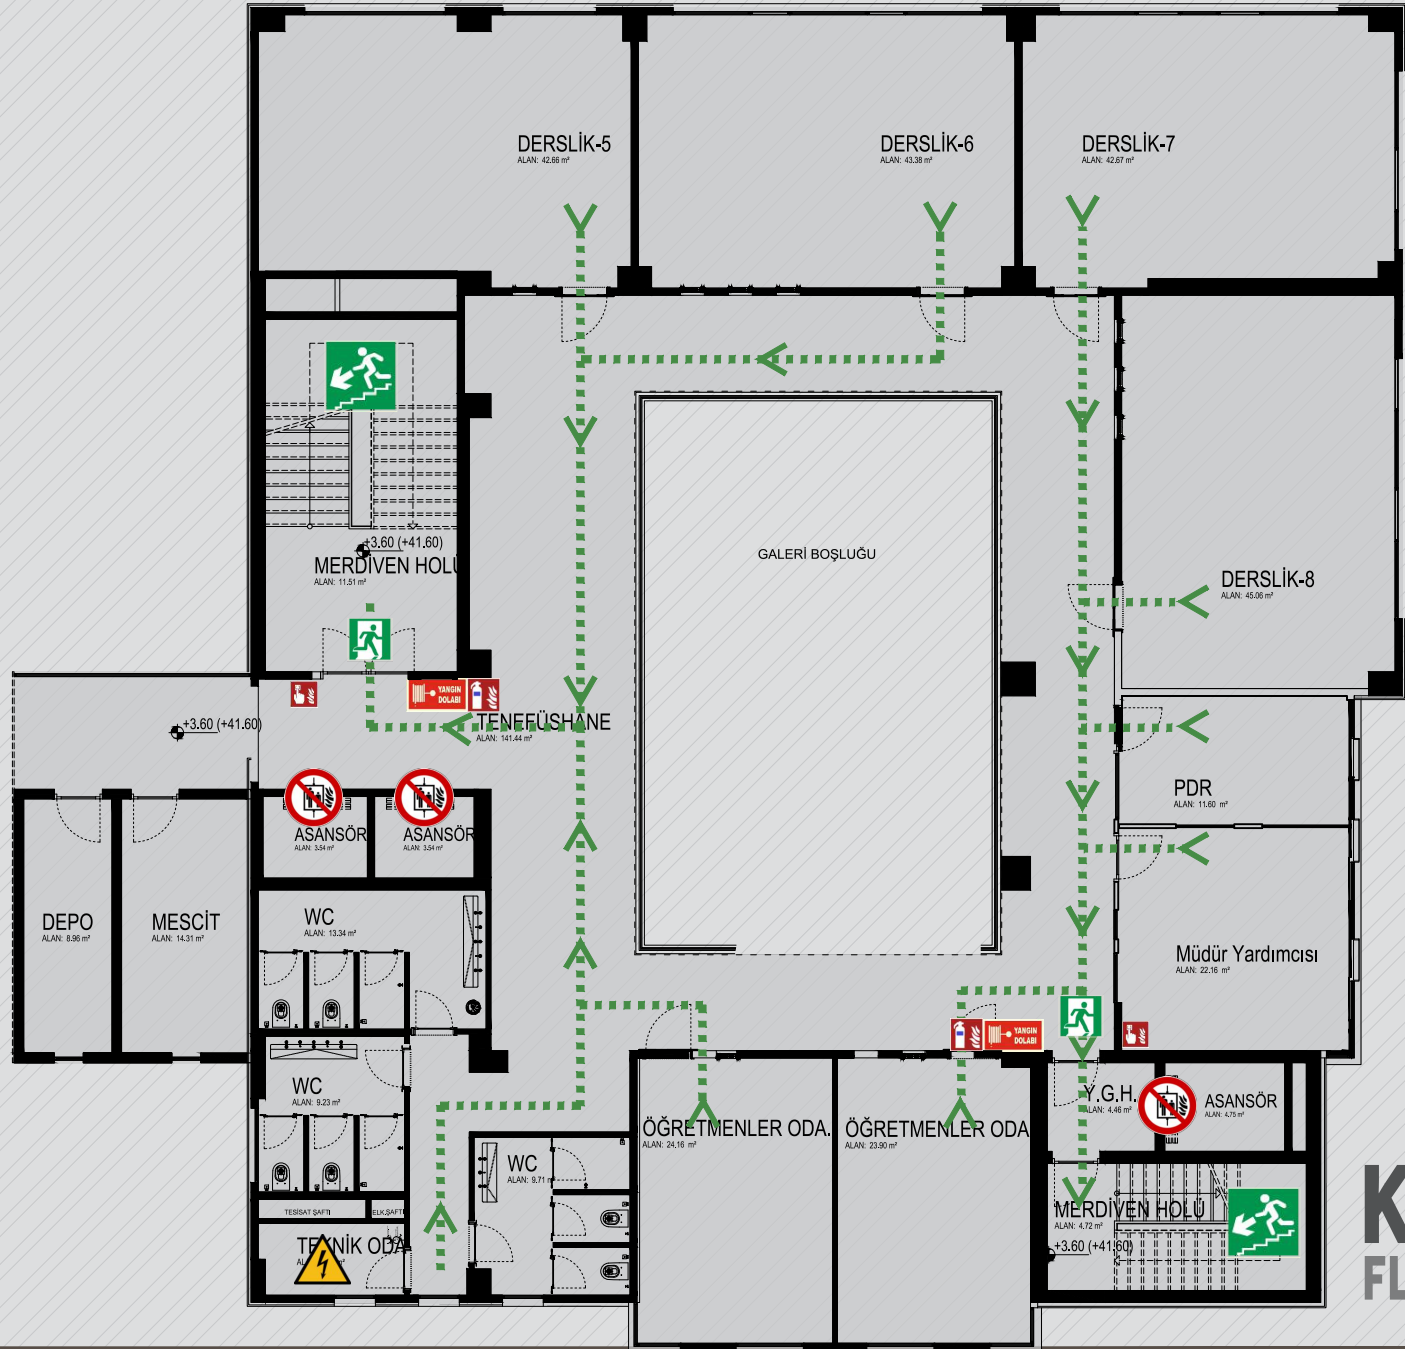 DERSLİK-5
ALAN: 42.66 m²
DERSLİK-6
ALAN: 43.38 m²
DERSLİK-7
ALAN: 42.67 m²
+3.60 (+41.60)
MERDİVEN HOLÜ
ALAN: 11.51 m²
GALERİ BOŞLUĞU
DERSLİK-8
ALAN: 45.06 m²
YANGIN
DOLABI
+3.60 (+41.60)
TENEFÜSHANE
ALAN: 141.44 m²
PDR
ALAN: 11.60 m²
ASANSÖR
ALAN: 3.54 m²
ASANSÖR
ALAN: 3.54 m²
DEPO
ALAN: 8.96 m²
MESCİT
ALAN: 14.31 m²
WC
ALAN: 13.34 m²
Müdür Yardımcısı
ALAN: 22.16 m²
YANGIN
DOLABI
WC
ALAN: 9.23 m²
Y.G.H.
ALAN: 4.46 m²
ASANSÖR
ALAN: 4.75 m²
ÖĞRETMENLER ODA.
ALAN: 24.16 m²
ÖĞRETMENLER ODA
ALAN: 23.90 m²
WC
ALAN: 9.71 m²
TESİSAT ŞAFTI
ELK.ŞAFTI
MERDİVEN HOLÜ
ALAN: 4.72 m²
+3.60 (+41.60)
TEKNİK ODA
K
FL